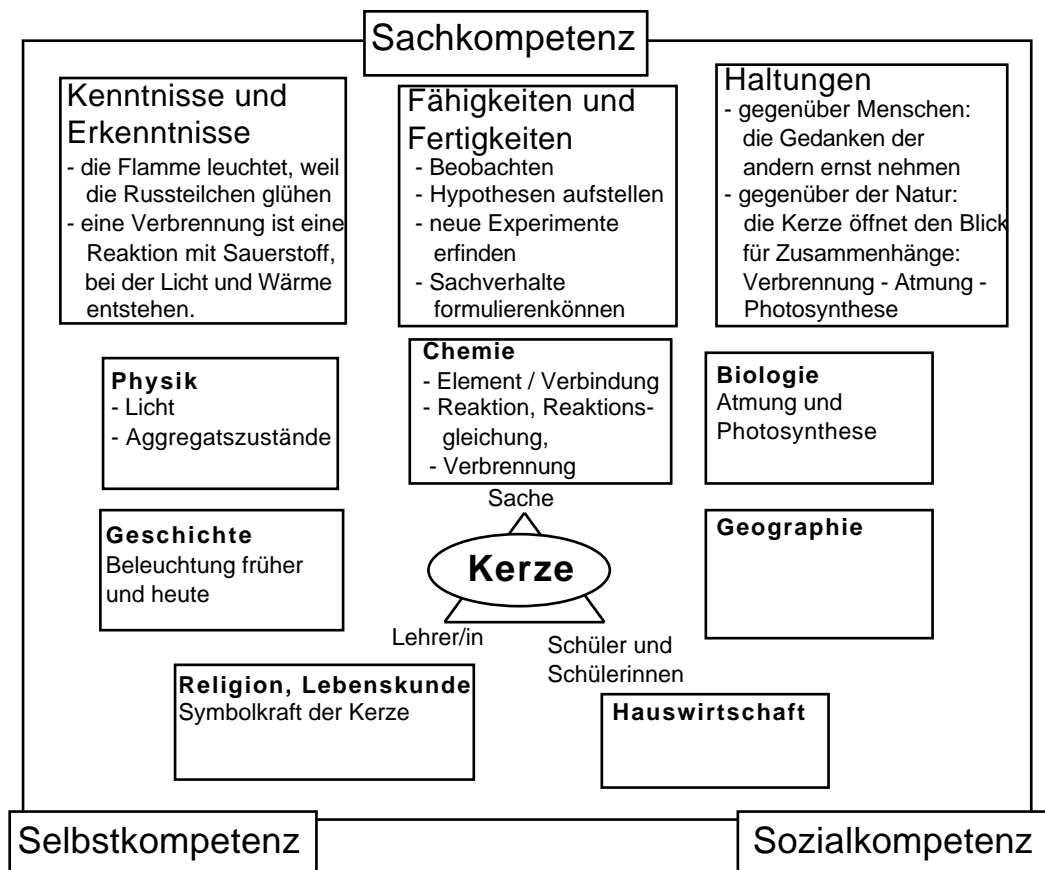 Sachkompetenz
Kenntnisse und
Erkenntnisse
- die Flamme leuchtet, weil
die Russteilchen glühen
- eine Verbrennung ist eine
Reaktion mit Sauerstoff,
bei der Licht und Wärme
entstehen.
Fähigkeiten und
Fertigkeiten
- Beobachten
- Hypothesen aufstellen
- neue Experimente
erfinden
- Sachverhalte
formulierenkönnen
Haltungen
- gegenüber Menschen:
die Gedanken der
andern ernst nehmen
- gegenüber der Natur:
die Kerze öffnet den Blick
für Zusammenhänge:
Verbrennung - Atmung -
Photosynthese
Physik
- Licht
- Aggregatszustände
Chemie
- Element / Verbindung
- Reaktion, Reaktions-
gleichung,
- Verbrennung
Biologie
Atmung und
Photosynthese
Geschichte
Beleuchtung früher
und heute
Sache
Kerze
Lehrer/in
Schüler und
Schülerinnen
Geographie
Religion, Lebenskunde
Symbolkraft der Kerze
Hauswirtschaft
Selbstkompetenz
Sozialkompetenz